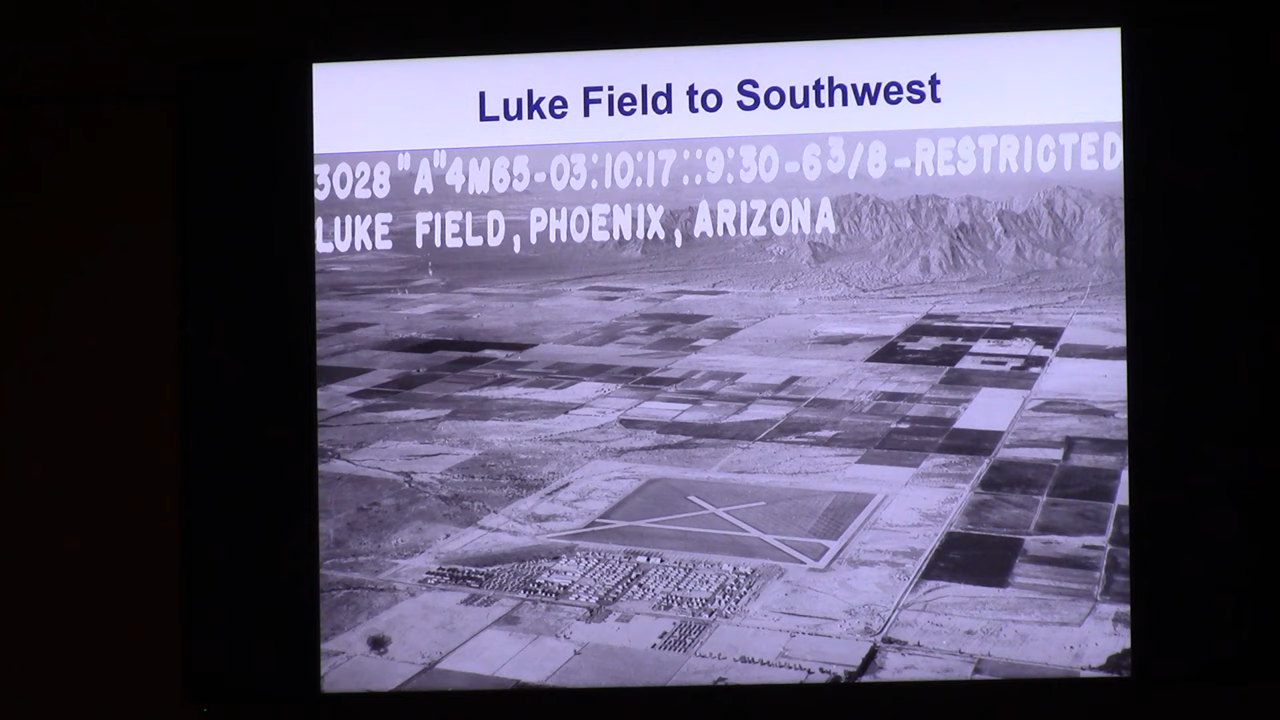 Luke Field to Southwest
3028 "A" 4M65-03:10:17::9:30-6 3/8-RESTRICTED
LUKE FIELD, PHOENIX, ARIZONA